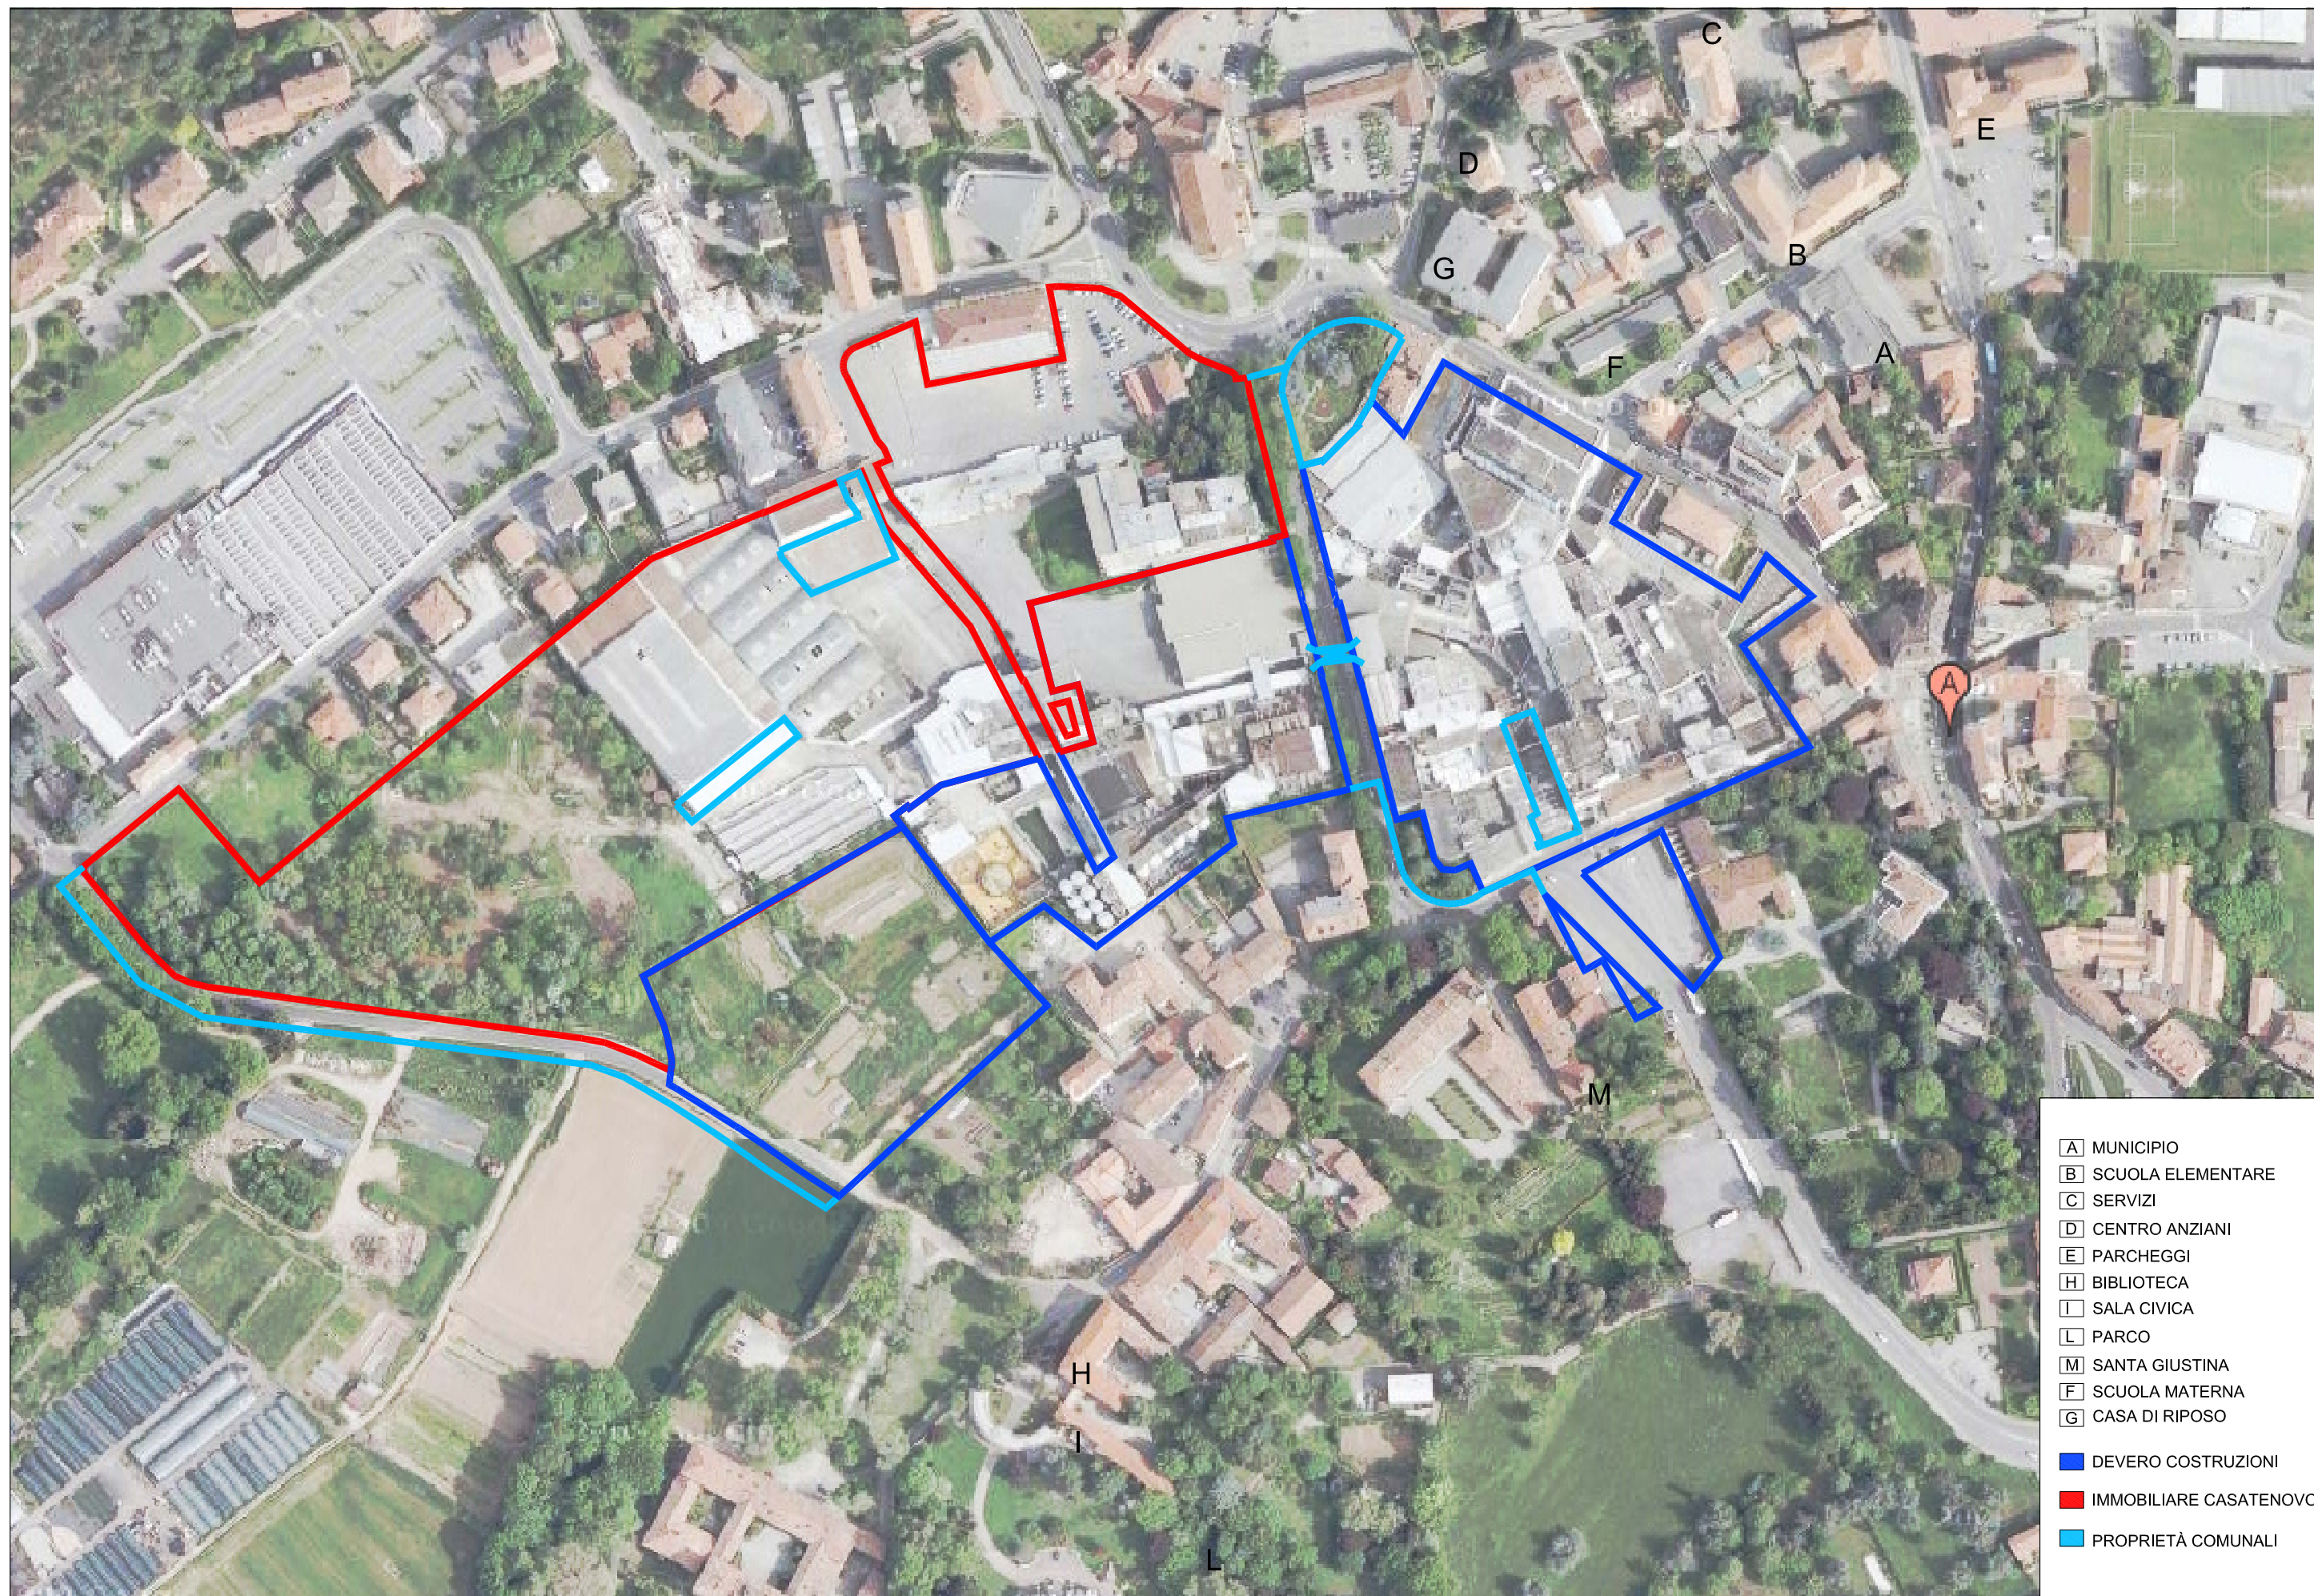 C
E
D
B
G
A
F
A
M
H
I
L
A MUNICIPIO
B SCUOLA ELEMENTARE
C SERVIZI
D CENTRO ANZIANI
E PARCHEGGI
H BIBLIOTECA
I SALA CIVICA
L PARCO
M SANTA GIUSTINA
F SCUOLA MATERNA
G CASA DI RIPOSO
DEVERO COSTRUZIONI
IMMOBILIARE CASATENOVO
PROPRIETÀ COMUNALI